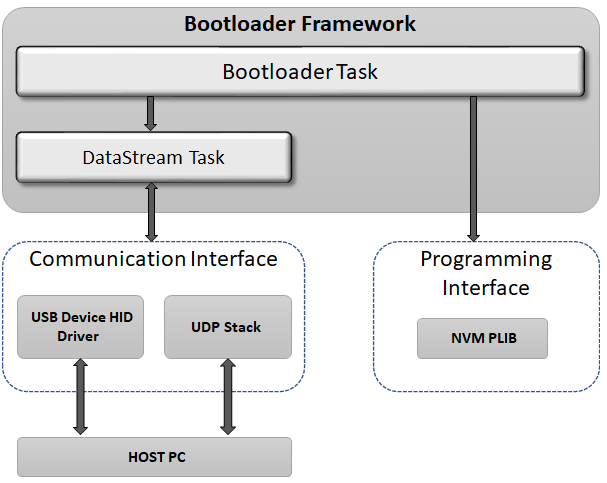 Bootloader Framework
Bootloader Task
DataStream Task
Communication Interface
USB Device HID
Driver
UDP Stack
Programming
Interface
NVM PLIB
HOST PC